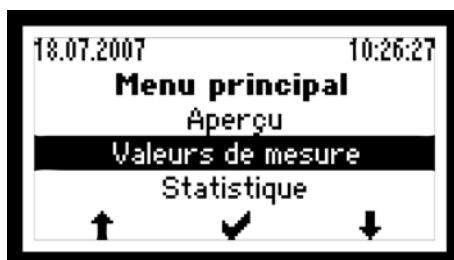 18.07.2007 10:26:27
Menu principal
Aperçu
Valeurs de mesure
Statistique